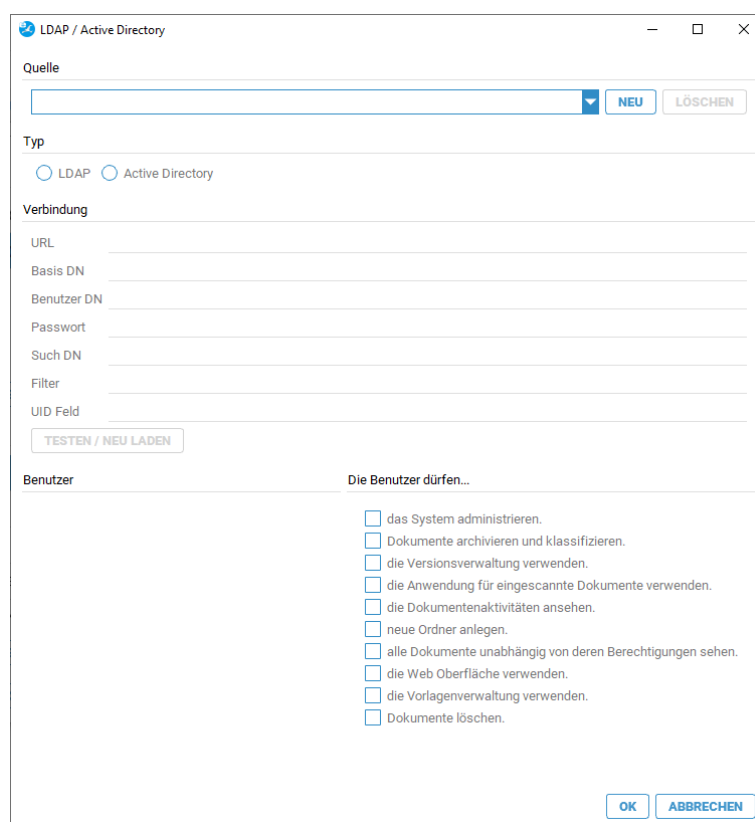 LDAP / Active Directory
Quelle
NEU
LÖSCHEN
Typ
LDAP
Active Directory
Verbindung
URL
Basis DN
Benutzer DN
Passwort
Such DN
Filter
UID Feld
TESTEN / NEU LADEN
Benutzer
Die Benutzer dürfen...
das System administrieren.
Dokumente archivieren und klassifizieren.
die Versionsverwaltung verwenden.
die Anwendung für eingescannte Dokumente verwenden.
die Dokumentenaktivitäten ansehen.
neue Ordner anlegen.
alle Dokumente unabhängig von deren Berechtigungen sehen.
die Web Oberfläche verwenden.
die Vorlagenverwaltung verwenden.
Dokumente löschen.
OK
ABBRECHEN